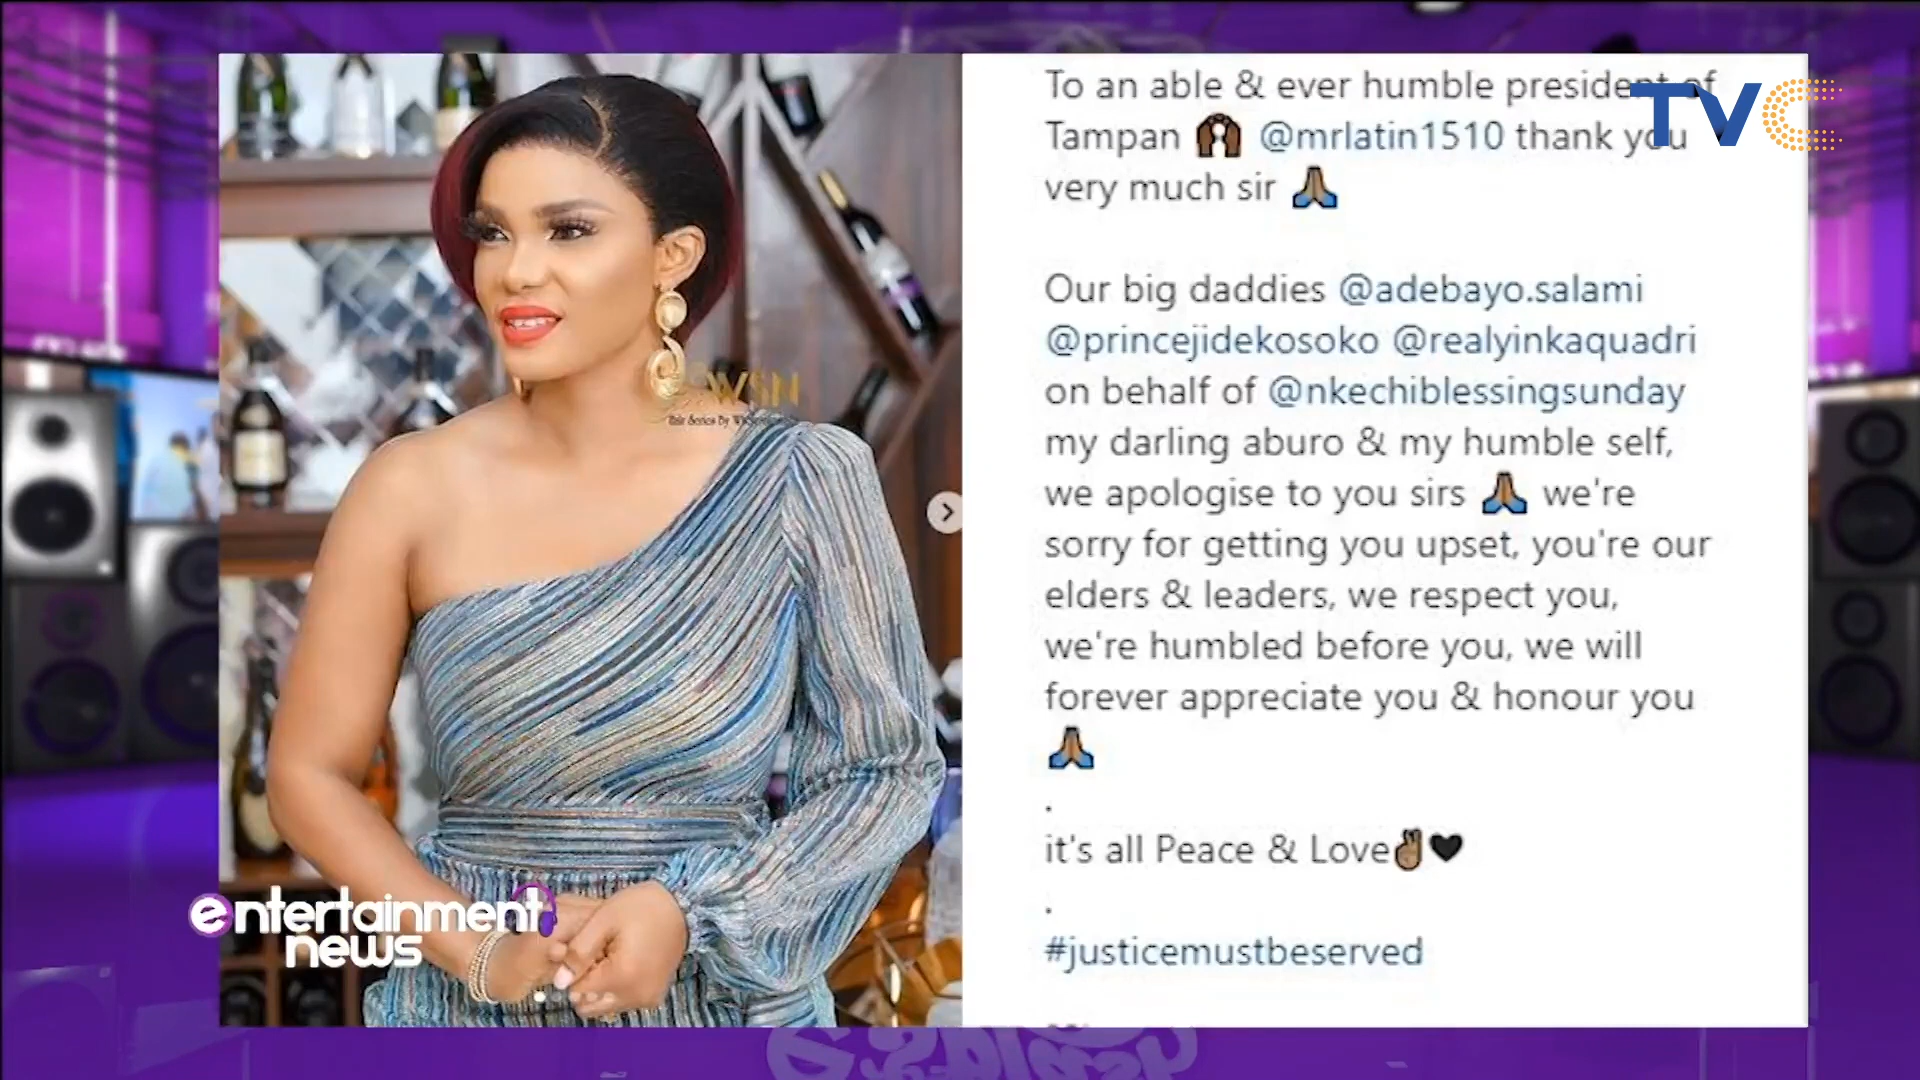 To an able & ever humble president of
Tampan 🙌🏾 @mrlatin1510 thank you
very much sir 🙏🏾
Our big daddies @adebayo.salami
@princejidekosoko @realyinkaquadri
on behalf of @nkechiblessingsunday
my darling aburo & my humble self,
we apologise to you sirs 🙏🏾 we're
sorry for getting you upset, you're our
elders & leaders, we respect you,
we're humbled before you, we will
forever appreciate you & honour you
🙏🏾
.
it's all Peace & Love✌🏾🖤
.
#justicemustbeserved
TVC
entertainment
news